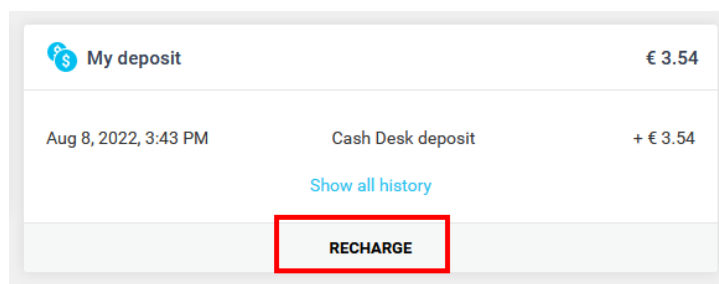 My deposit € 3.54
Aug 8, 2022, 3:43 PM Cash Desk deposit + € 3.54
Show all history
RECHARGE